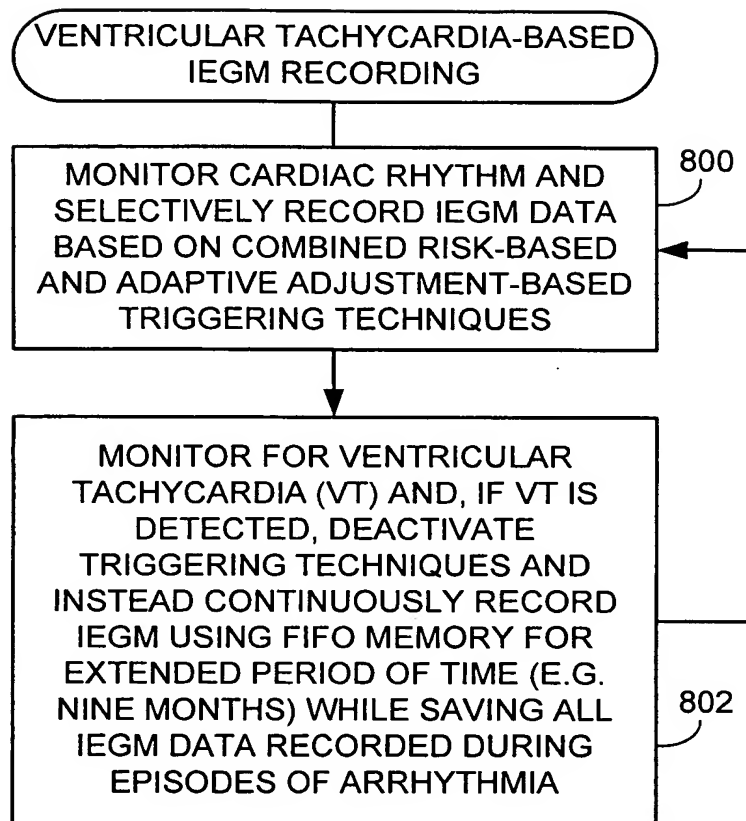 VENTRICULAR TACHYCARDIA-BASED
IEGM RECORDING
800
MONITOR CARDIAC RHYTHM AND
SELECTIVELY RECORD IEGM DATA
BASED ON COMBINED RISK-BASED
AND ADAPTIVE ADJUSTMENT-BASED
TRIGGERING TECHNIQUES
MONITOR FOR VENTRICULAR
TACHYCARDIA (VT) AND, IF VT IS
DETECTED, DEACTIVATE
TRIGGERING TECHNIQUES AND
INSTEAD CONTINUOUSLY RECORD
IEGM USING FIFO MEMORY FOR
EXTENDED PERIOD OF TIME (E.G.
NINE MONTHS) WHILE SAVING ALL
IEGM DATA RECORDED DURING
EPISODES OF ARRHYTHMIA
802